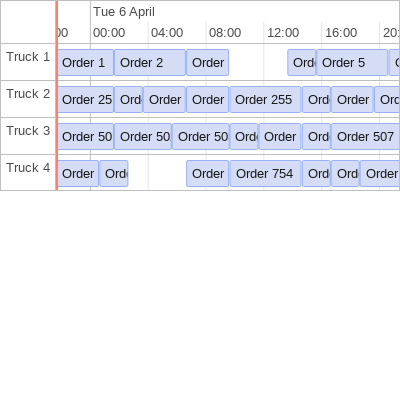 Tue 6 April
00 00:00 04:00 08:00 12:00 16:00 20:
Truck 1 Order 1 Order 2 Order Ord Order 5
Truck 2 Order 25 Ord Order Order Order 255 Ord Order Ord
Truck 3 Order 50 Order 50 Order 50 Ord Order Ord Order 507
Truck 4 Order Ord Order Order 754 Ord Ord Order